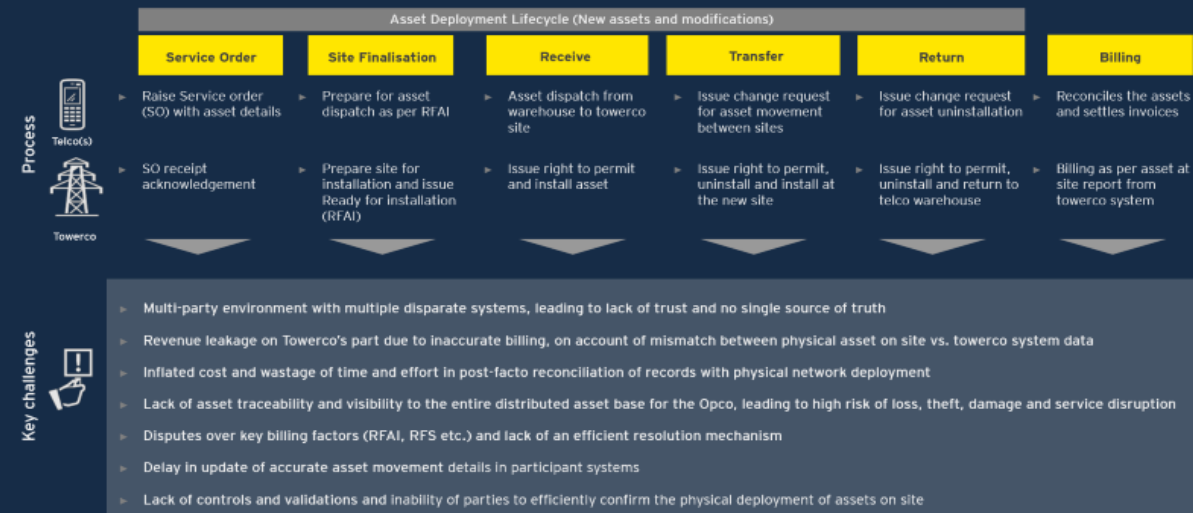 Asset Deployment Lifecycle (New assets and modifications)
Service Order
Site Finalisation
Receive
Transfer
Return
Billing
Process
Telco(s)
► Raise Service order
(SO) with asset details
► Prepare for asset
dispatch as per RFAI
► Asset dispatch from
warehouse to towerco
site
► Issue change request
for asset movement
between sites
► Issue change request
for asset uninstallation
► Reconciles the assets
and settles invoices
Towerco
► SO receipt
acknowledgement
► Prepare site for
installation and issue
Ready for installation
(RFAI)
► Issue right to permit
and install asset
► Issue right to permit,
uninstall and install at
the new site
► Issue right to permit,
uninstall and return to
telco warehouse
► Billing as per asset at
site report from
towerco system
Key challenges
► Multi-party environment with multiple disparate systems, leading to lack of trust and no single source of truth
► Revenue leakage on Towerco's part due to inaccurate billing, on account of mismatch between physical asset on site vs. towerco system data
► Inflated cost and wastage of time and effort in post-facto reconciliation of records with physical network deployment
► Lack of asset traceability and visibility to the entire distributed asset base for the Opco, leading to high risk of loss, theft, damage and service disruption
► Disputes over key billing factors (RFAI, RFS etc.) and lack of an efficient resolution mechanism
► Delay in update of accurate asset movement details in participant systems
► Lack of controls and validations and inability of parties to efficiently confirm the physical deployment of assets on site